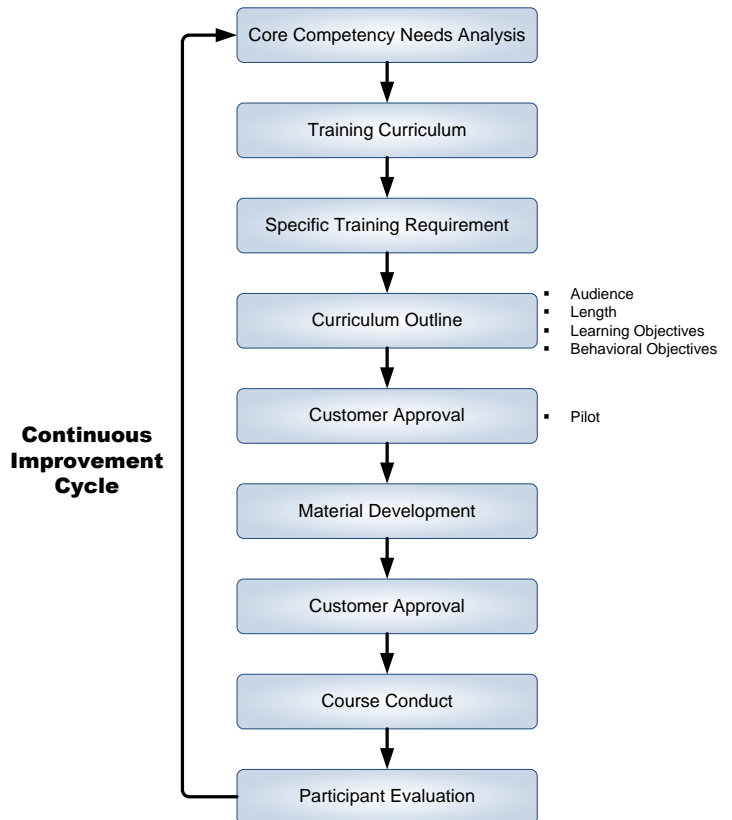 Core Competency Needs Analysis
Training Curriculum
Specific Training Requirement
Curriculum Outline
▪ Audience
▪ Length
▪ Learning Objectives
▪ Behavioral Objectives
Customer Approval
▪ Pilot
Continuous
Improvement
Cycle
Material Development
Customer Approval
Course Conduct
Participant Evaluation